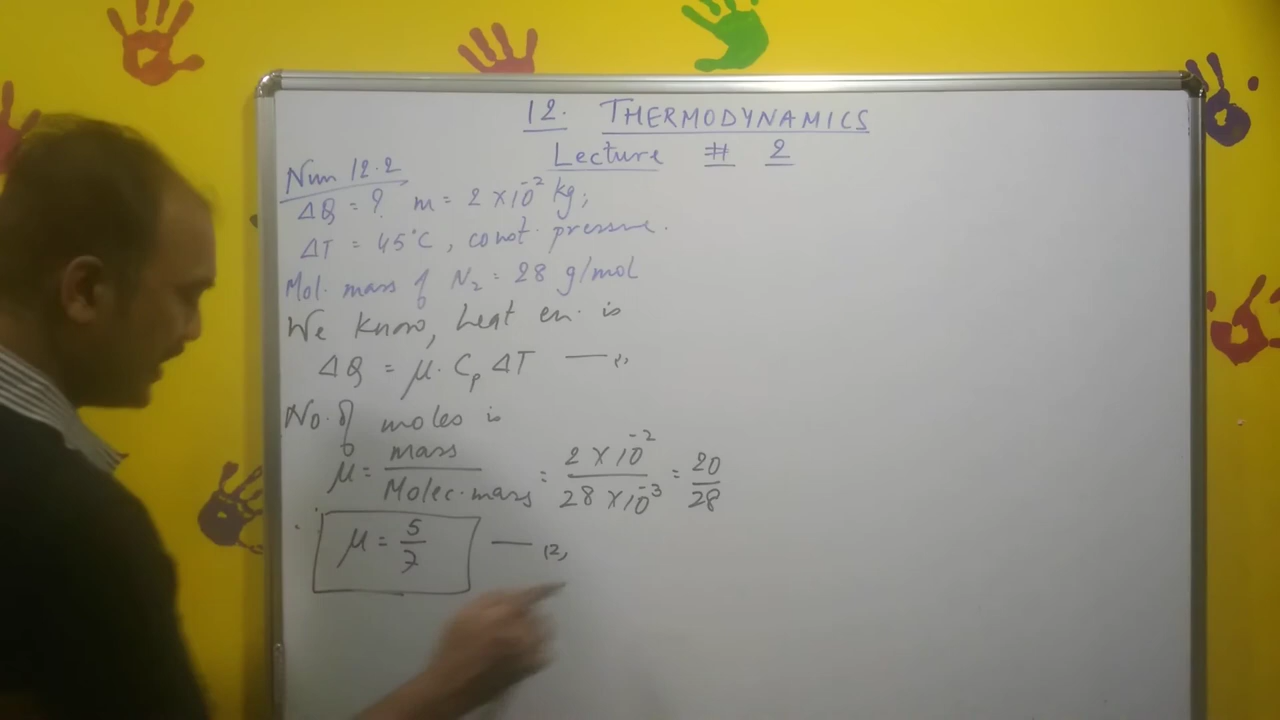 12. THERMODYNAMICS
Lecture # 2
Num 12.2
ΔQ = ? m = 2 × 10⁻² kg;
ΔT = 45°C, const. pressure.
Mol. mass of N₂ = 28 g/mol
We know, heat en. is
ΔQ = μ. Cₚ ΔT — (1)
No. of moles is
μ = mass / Molec. mass = 2 × 10⁻² / 28 × 10⁻³ = 20 / 28
∴ μ = 5 / 7 — (2)